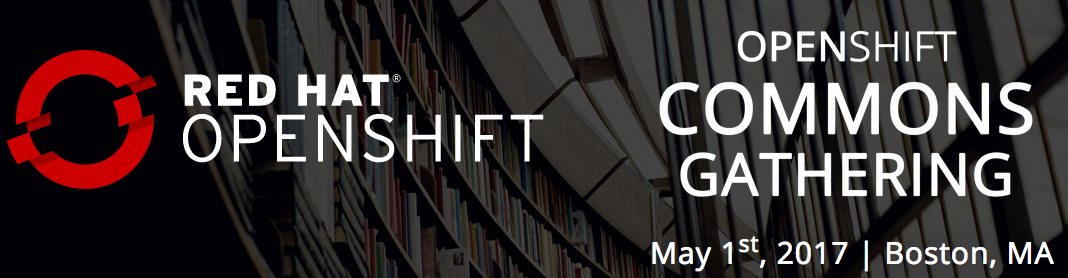 RED HAT®
OPENSHIFT
OPENSHIFT
COMMONS
GATHERING
May 1st, 2017 | Boston, MA